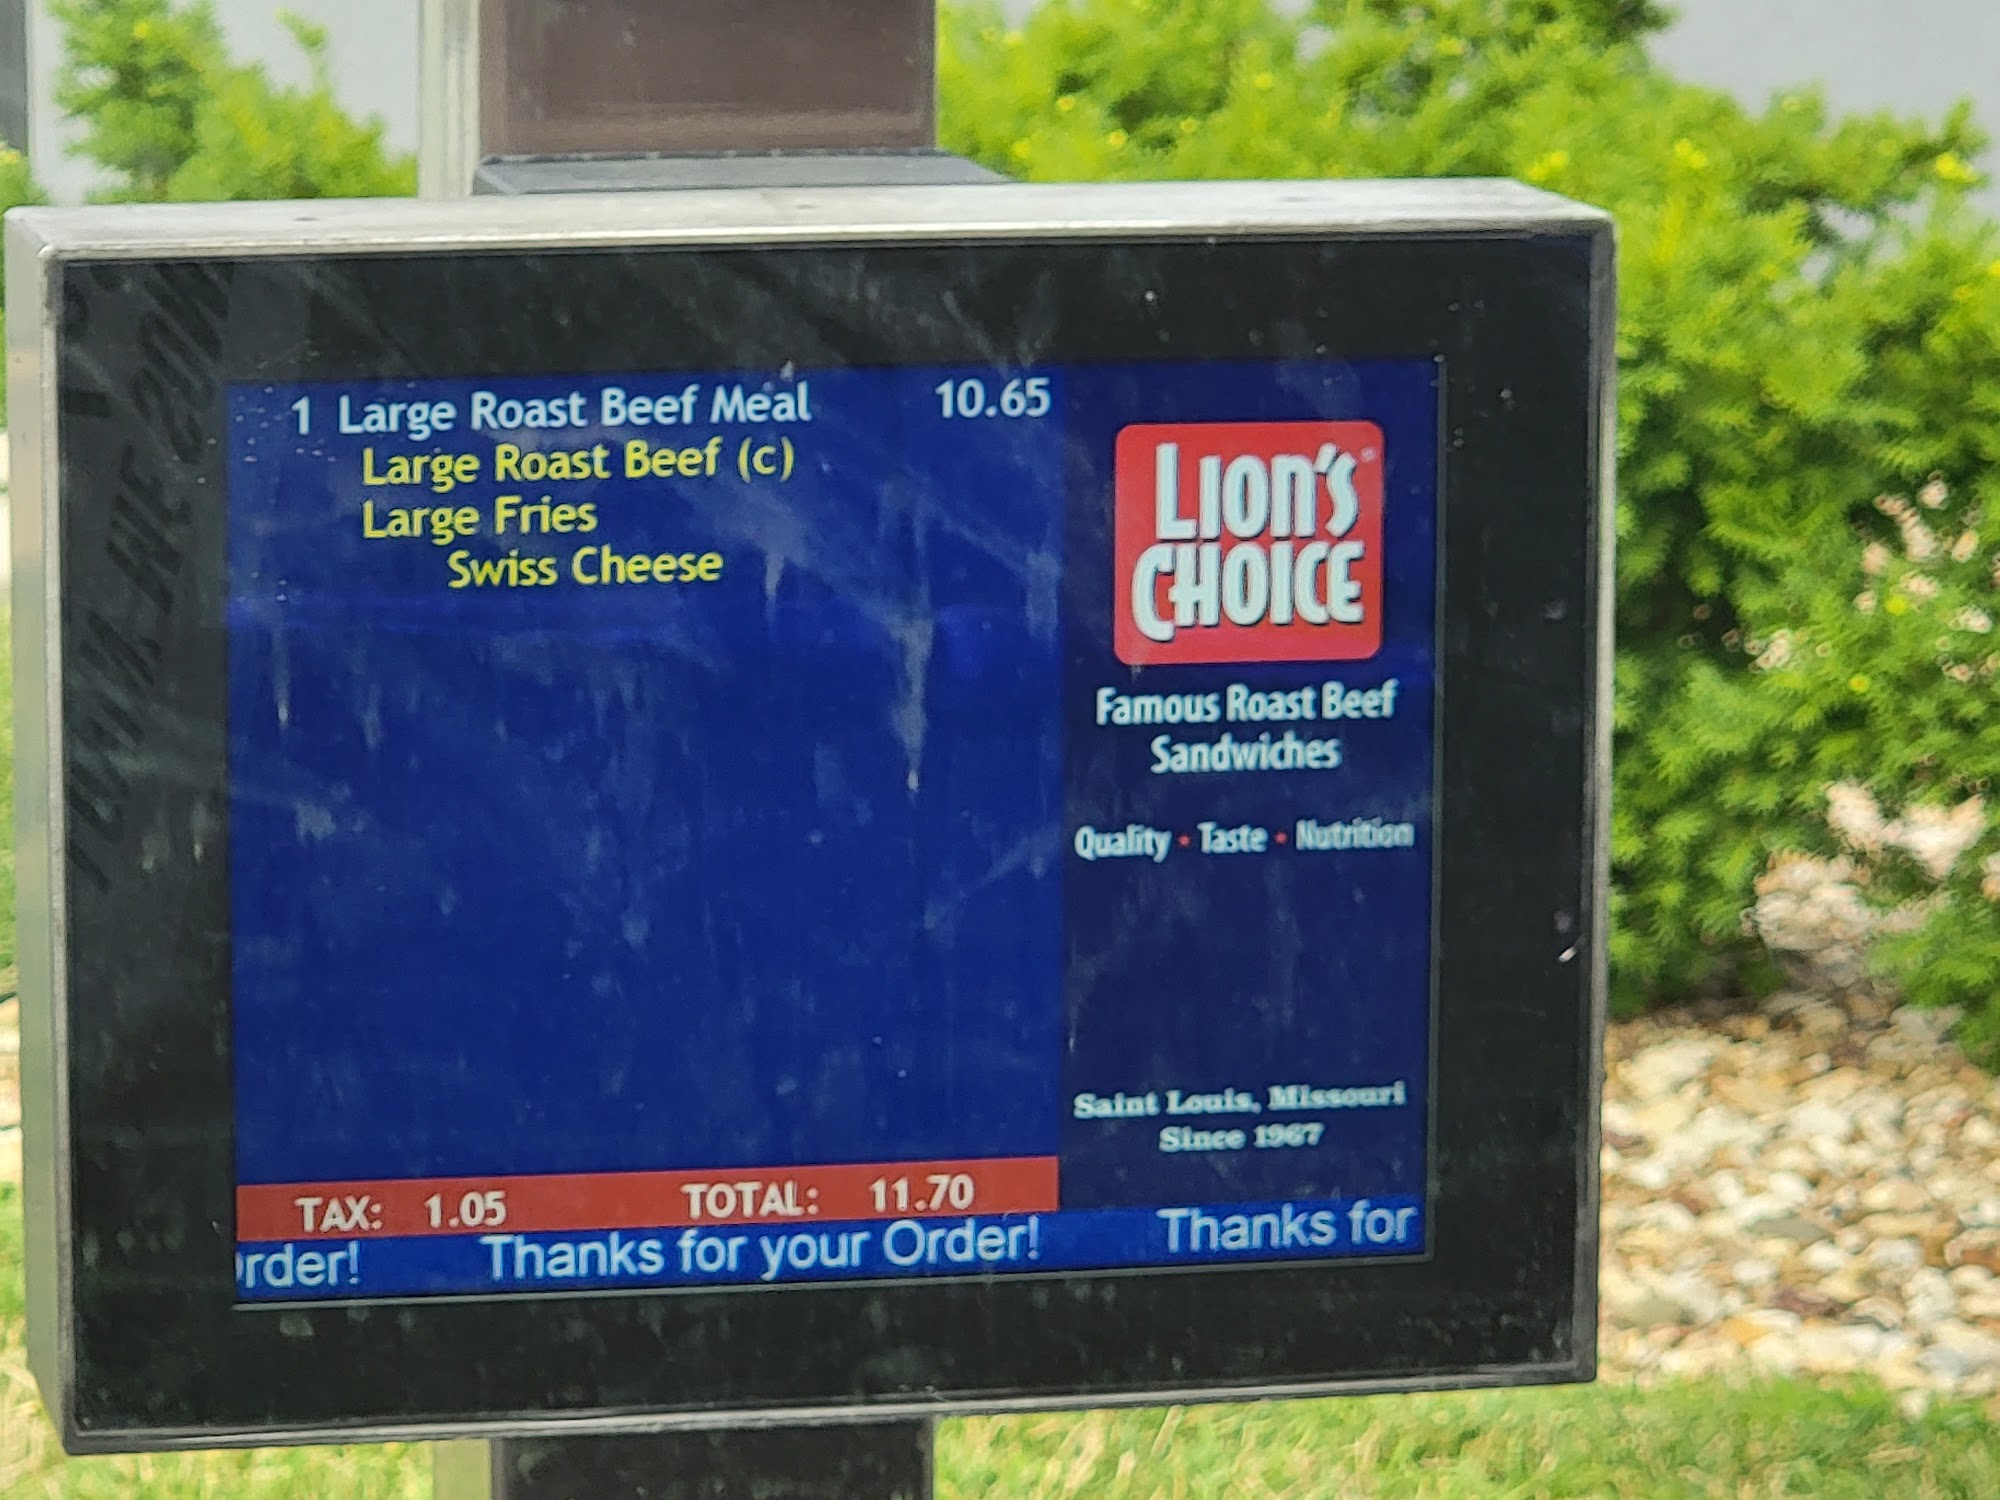 1 Large Roast Beef Meal 10.65
Large Roast Beef (c)
Large Fries
Swiss Cheese
TAX: 1.05 TOTAL: 11.70
rder! Thanks for your Order! Thanks for
LION'S
CHOICE
Famous Roast Beef
Sandwiches
Quality • Taste • Nutrition
Saint Louis, Missouri
Since 1967